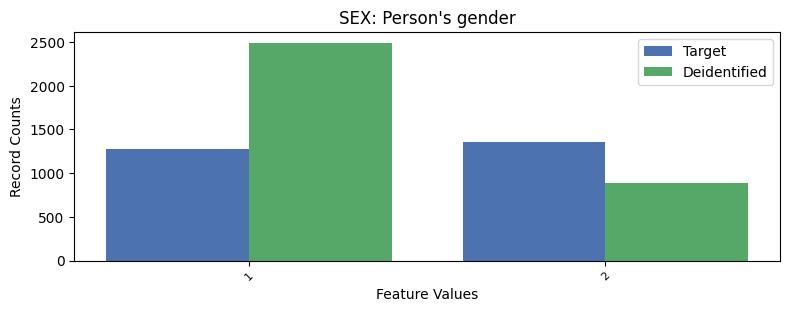 SEX: Person's gender
Target
Deidentified
2500
2000
1500
1000
500
0
Record Counts
1
2
Feature Values